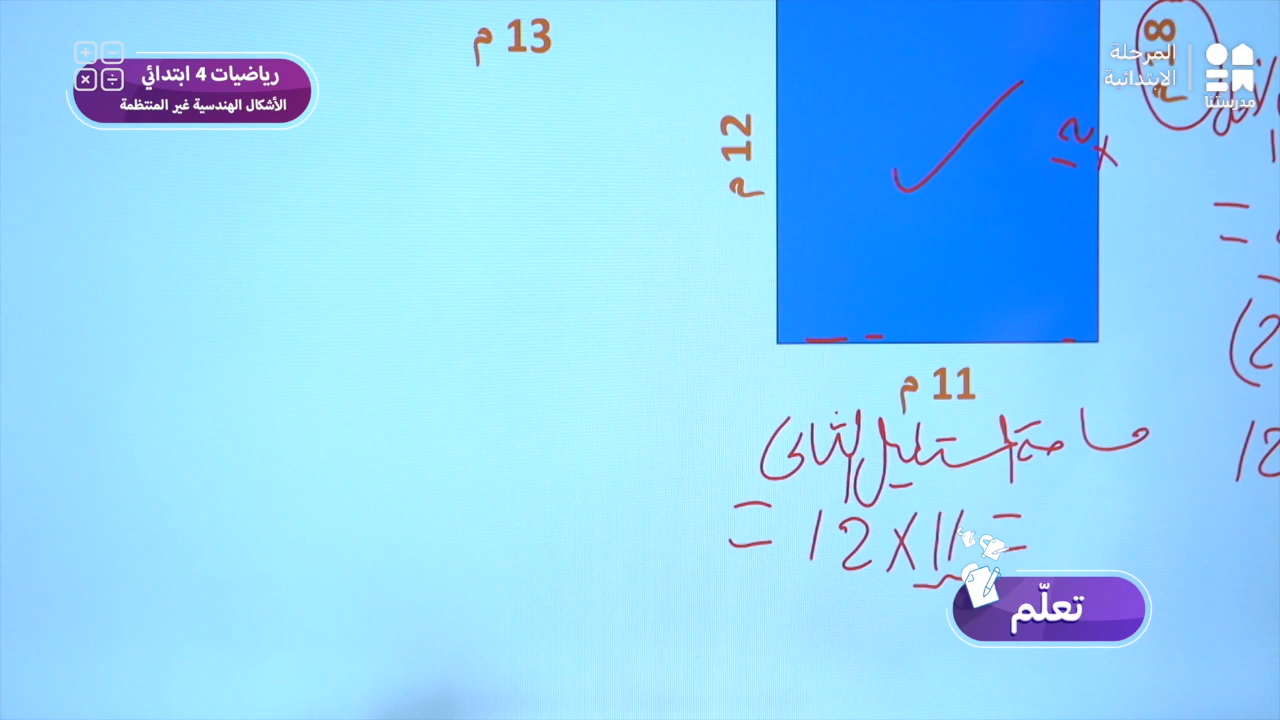 رياضيات 4 ابتدائي
الأشكال الهندسية غير المنتظمة
المرحلة
الابتدائية
مدرستنا
13 م
18 م
12 م
11 م
مساحة المستطيل الثاني
= 12 × 11 =
تعلّم